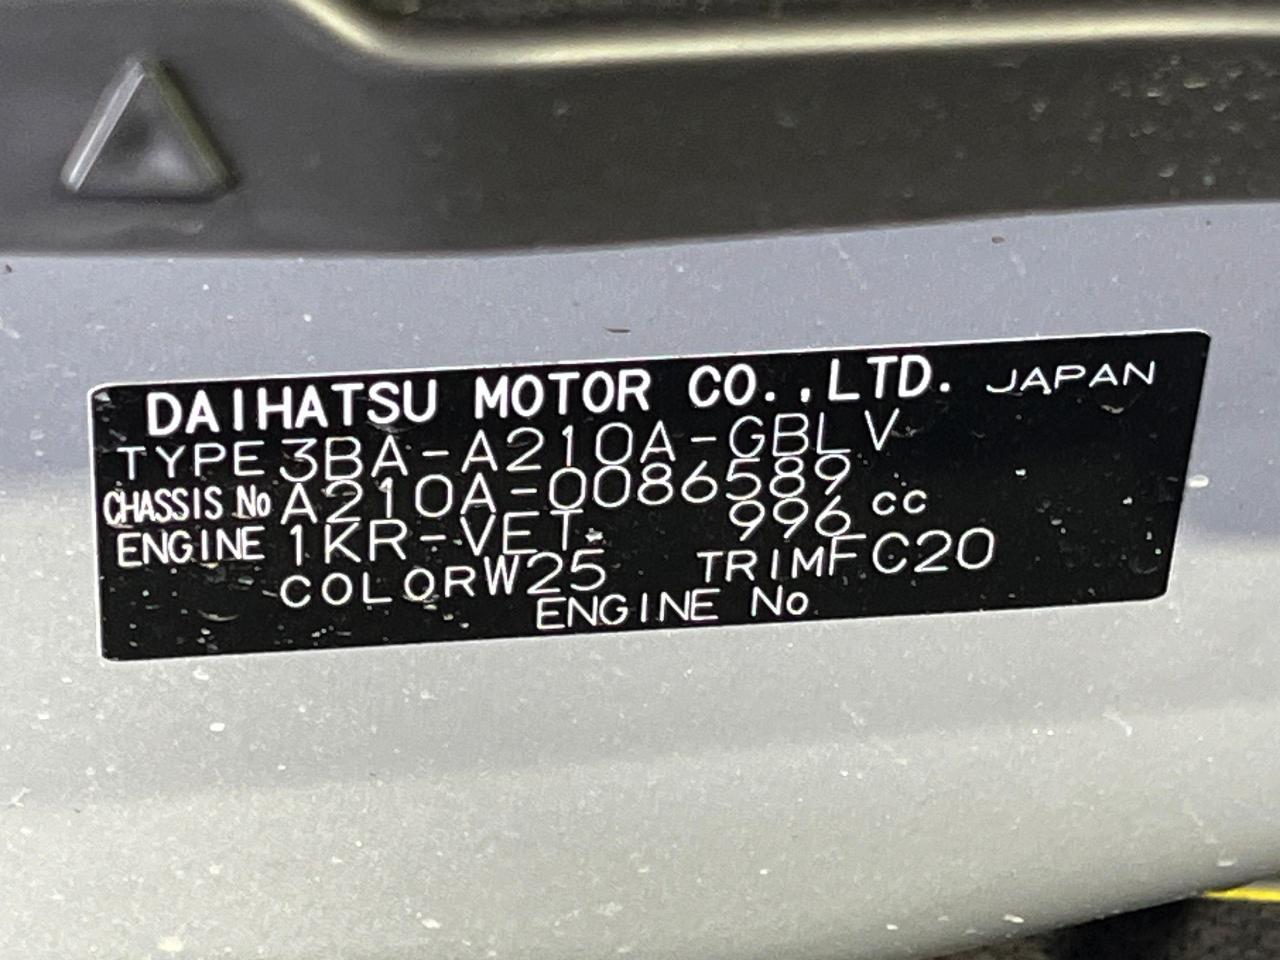 DAIHATSU MOTOR CO.,LTD. JAPAN
TYPE 3BA-A210A-GBLV
CHASSIS No A210A-0086589
ENGINE 1KR-VET. 996 cc
COLOR W25 TRIM FC20
ENGINE No